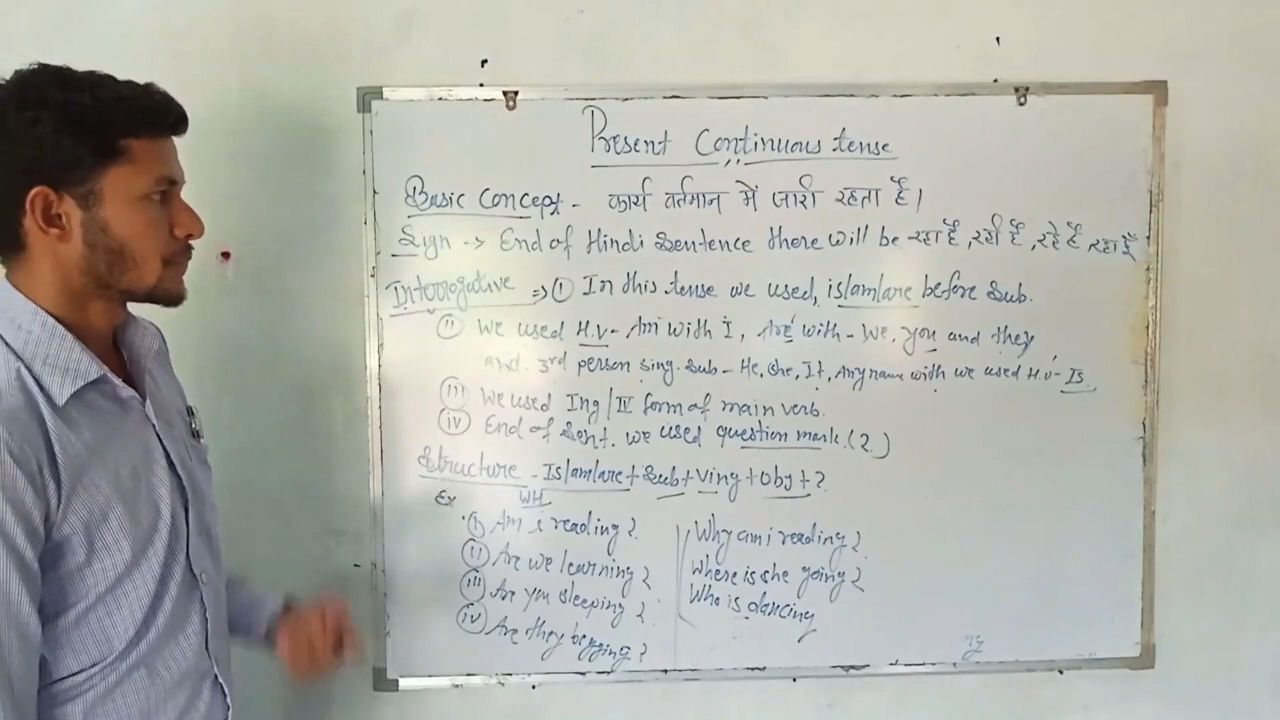 Present Continuous tense
Basic Concept - कार्य वर्तमान में जारी रहता है।
Sign -> End of Hindi Sentence there will be रहा है, रही है, रहे है, रहा हूँ
Interrogative => (I) In this tense we used, is/am/are before Sub.
(II) We used H.V - Am with I, Are with - We, you and they
and 3rd person sing. sub - He, She, It, Any name with we used H.V - Is.
(III) We used Ing/IV form of main verb.
(IV) End of Sent. we used question mark. (?)
Structure - Is/am/are + Sub + Ving + Obj + ?
Ex WH
(I) Am i reading?
(II) Are we learning?
(III) Are you sleeping?
(IV) Are they begging?
Why am i reading?
Where is she going?
Who is dancing